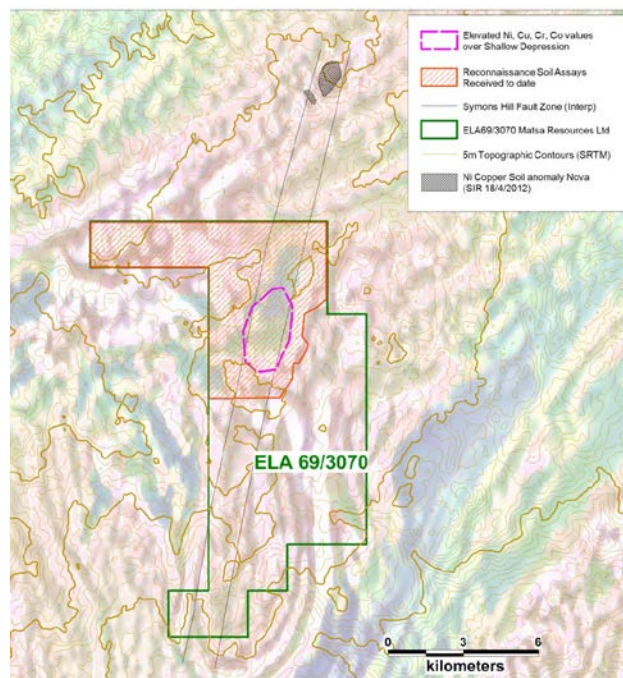 Elevated Ni, Cu, Cr, Co values
over Shallow Depression
Reconnaissance Soil Assays
Received to date
Symons Hill Fault Zone (Interp)
ELA69/3070 Matsa Resources Ltd
5m Topographic Contours (SRTM)
Ni Copper Soil anomaly Nova
(SIR 18/4/2012)
ELA 69/3070
0 3 6
kilometers